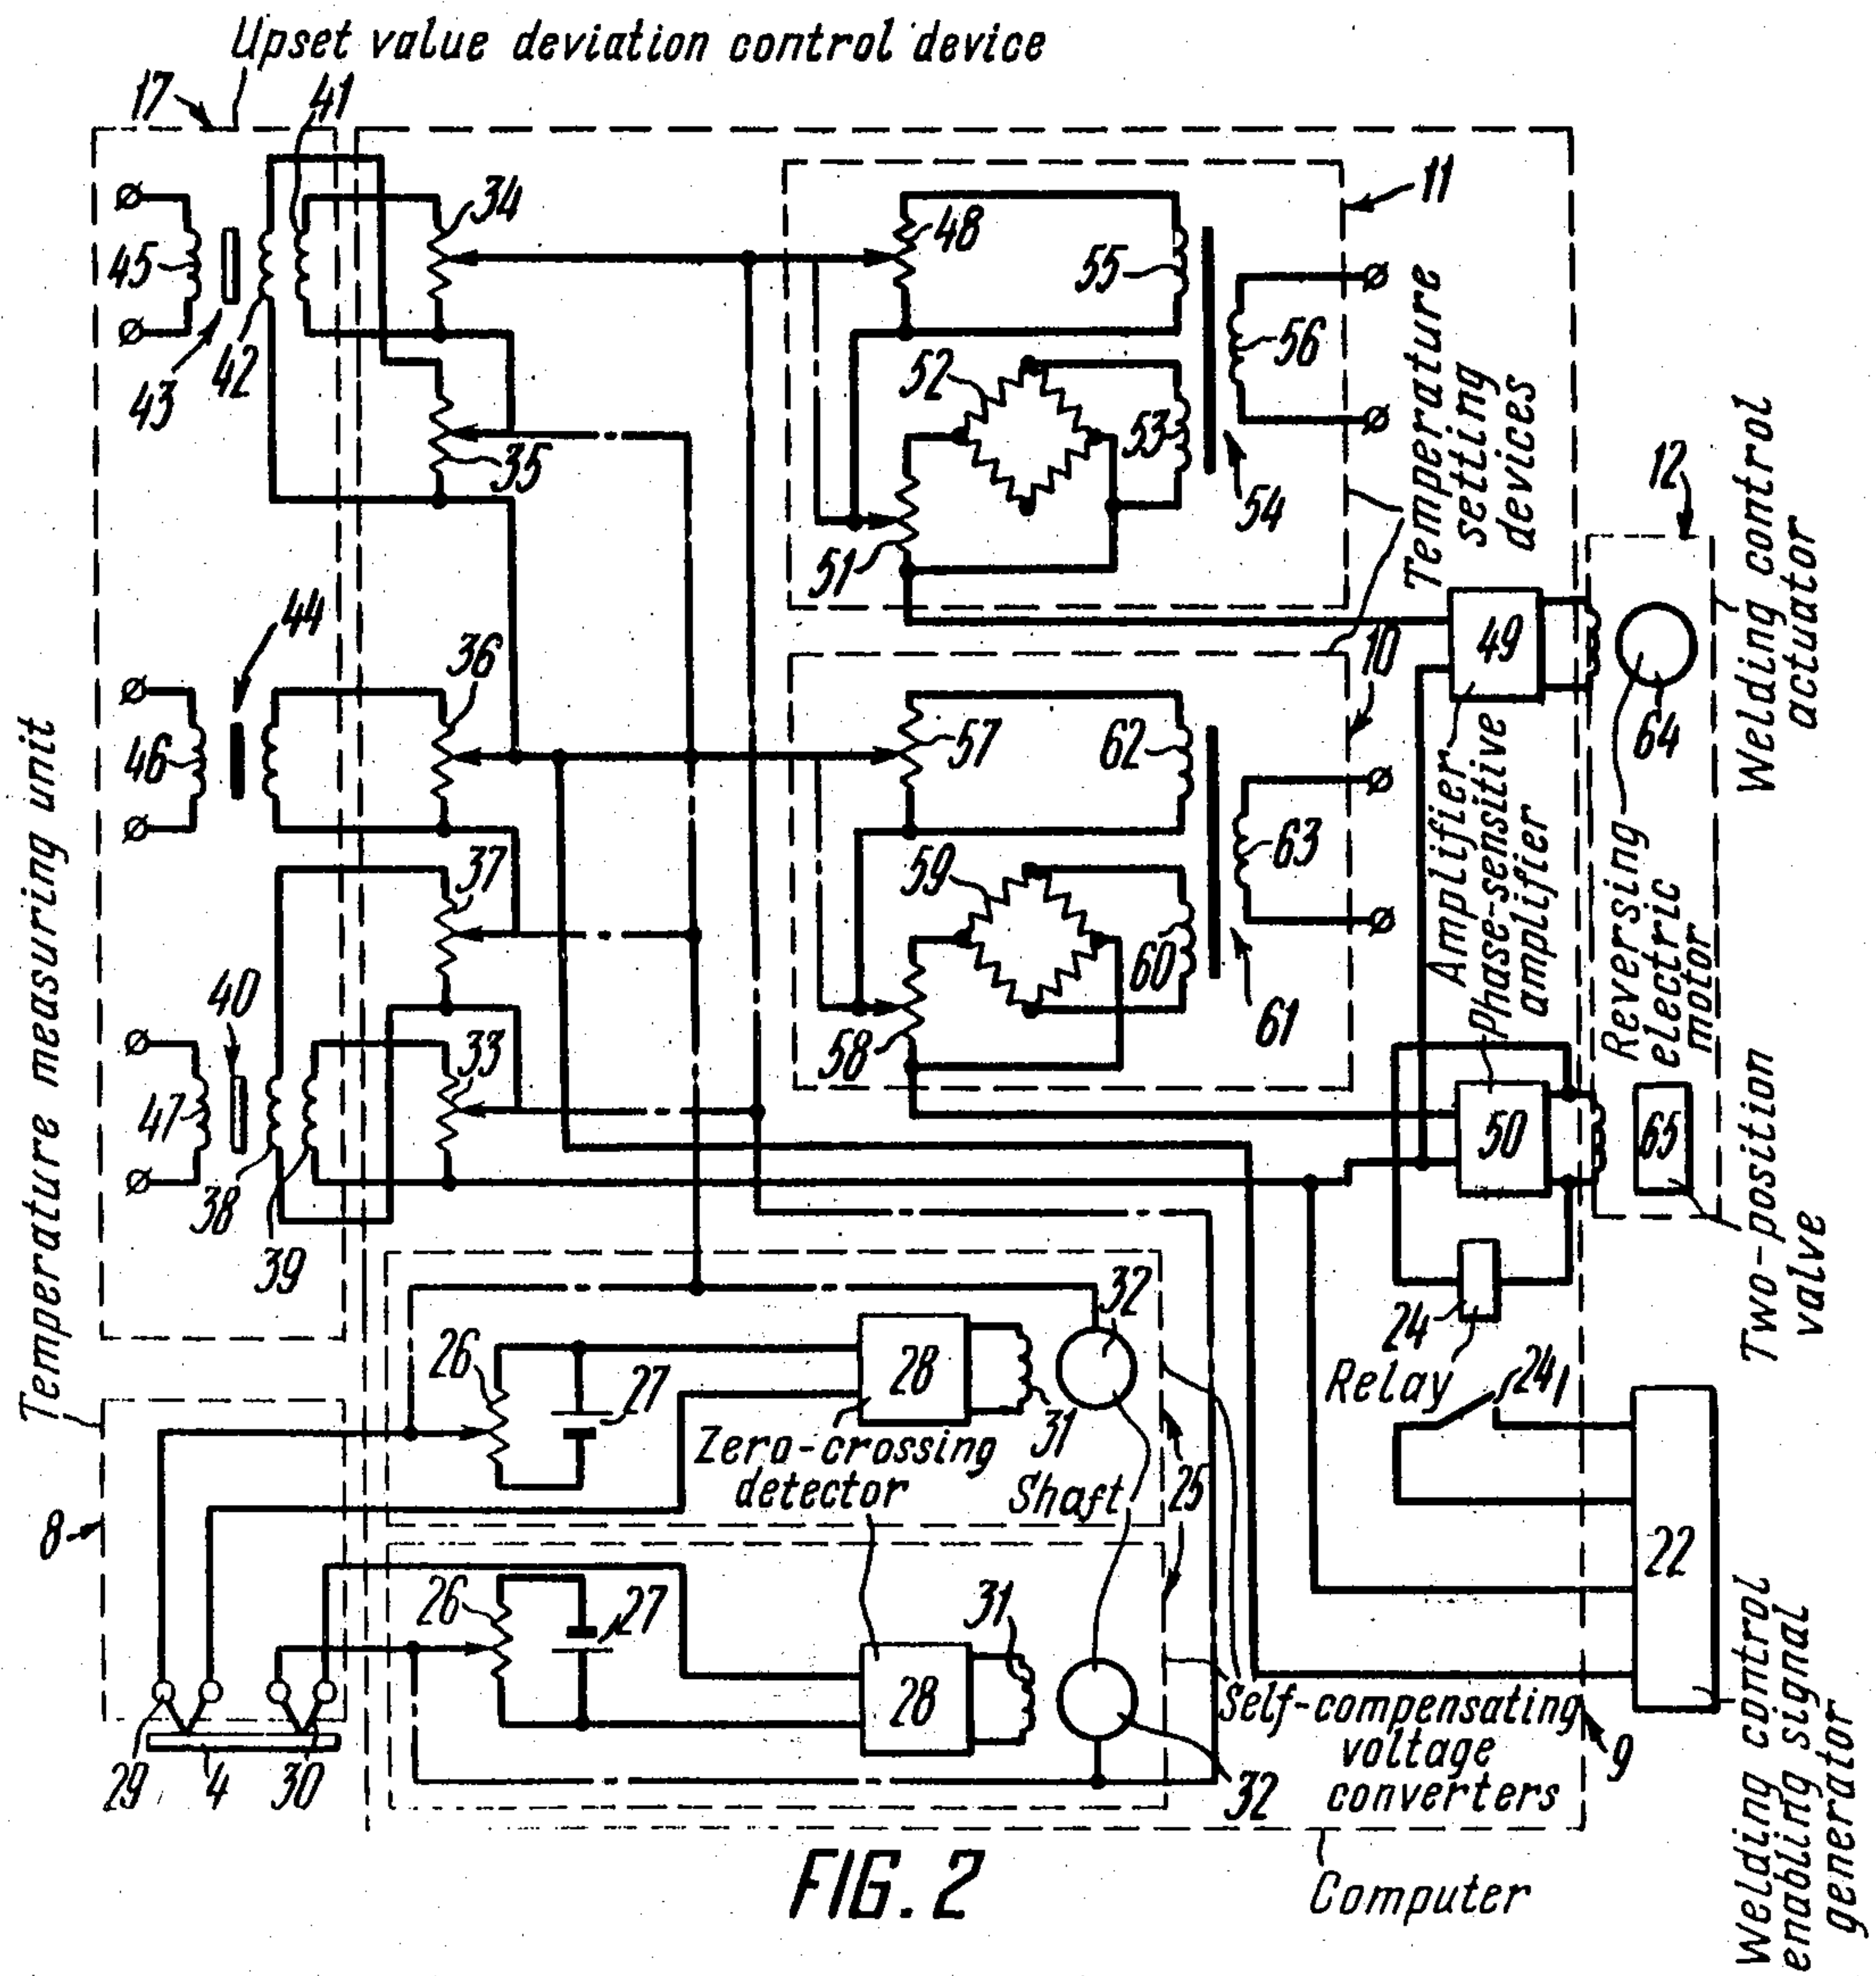 Upset value deviation control device
17
41
34
11
48
45
55
42
43
56
52
53
35
54
51
12
Temperature
setting
devices
Welding control
actuator
44
36
10
49
64
57
62
46
63
37
59
60
40
61
58
33
Amplifier
Phase-sensitive
amplifier
Reversing
electric
motor
47
50
65
38
39
Two-position
valve
Temperature measuring unit
32
24
Relay
24₁
26
27
28
31
Zero-crossing
detector
Shaft
25
8
22
26
27
31
28
Self-compensating
voltage
converters
9
29
4
30
32
Welding control
enabling signal
generator
Computer
FIG. 2